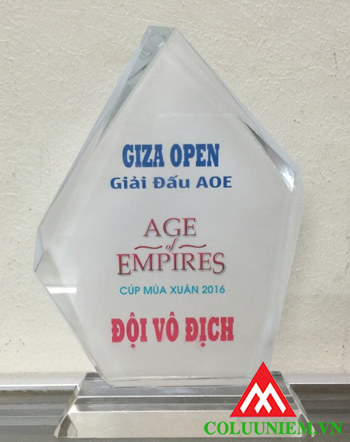 GIZA OPEN
Giải Đấu AOE
AGE
of
EMPIRES
CÚP MÙA XUÂN 2016
ĐỘI VÔ ĐỊCH
COLUUNIEM.VN